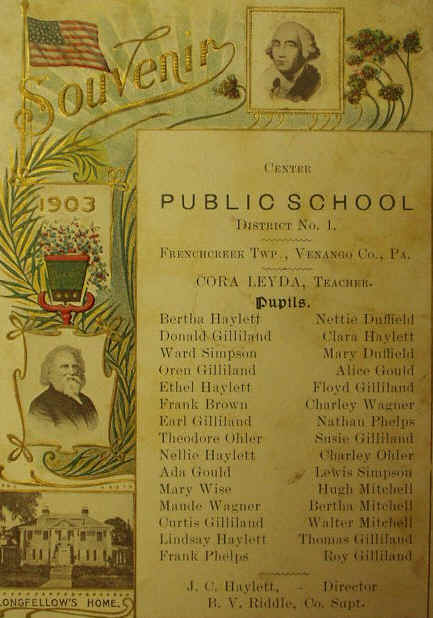 Souvenir
1903
CENTER
PUBLIC SCHOOL
DISTRICT NO. 1.
FRENCHCREEK TWP., VENANGO CO., PA.
CORA LEYDA, TEACHER.
Pupils.
Bertha Haylett Nettie Duffield
Donald Gilliland Clara Haylett
Ward Simpson Mary Duffield
Oren Gilliland Alice Gould
Ethel Haylett Floyd Gilliland
Frank Brown Charley Wagner
Earl Gilliland Nathan Phelps
Theodore Ohler Susie Gilliland
Nellie Haylett Charley Ohler
Ada Gould Lewis Simpson
Mary Wise Hugh Mitchell
Maude Wagner Bertha Mitchell
Curtis Gilliland Walter Mitchell
Lindsay Haylett Thomas Gilliland
Frank Phelps Roy Gilliland
J. C. Haylett, - Director
B. V. Riddle, Co. Supt.
LONGFELLOW'S HOME.